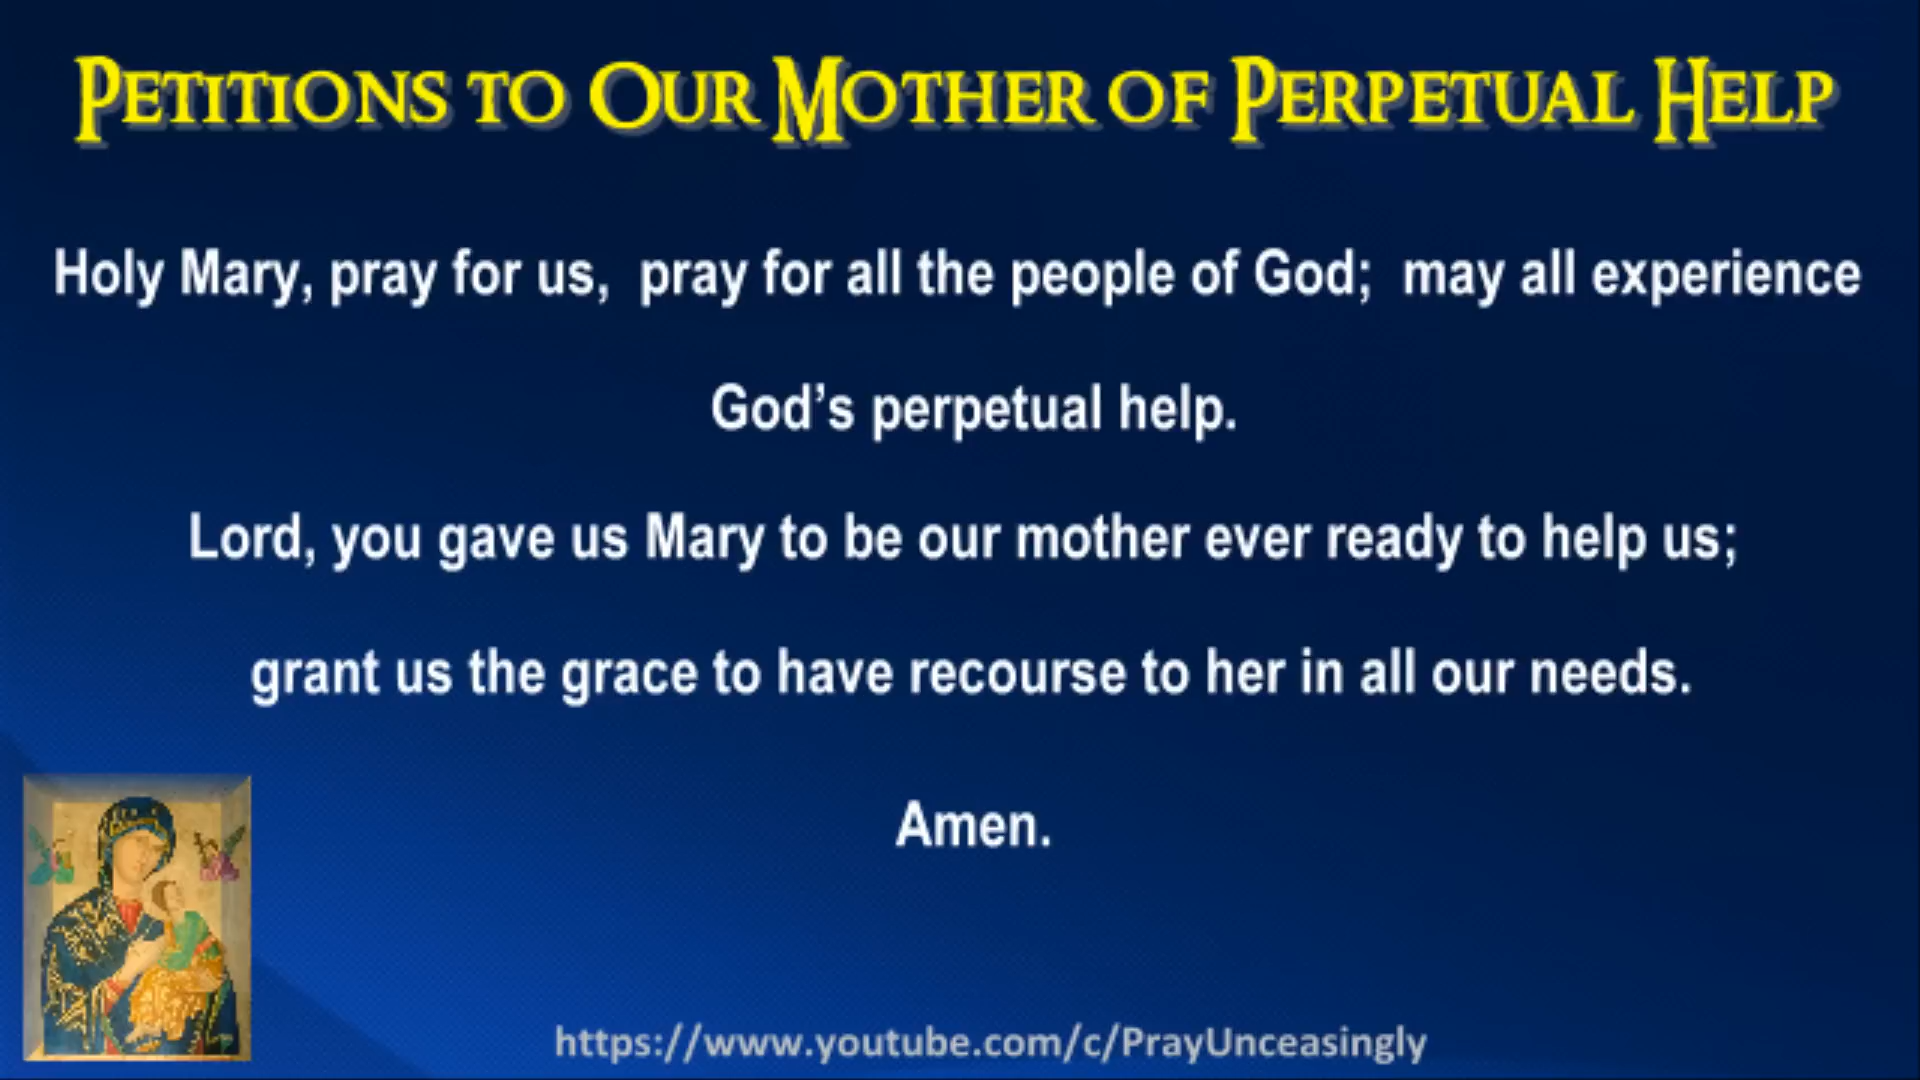 Petitions to Our Mother of Perpetual Help
Holy Mary, pray for us, pray for all the people of God; may all experience
God’s perpetual help.
Lord, you gave us Mary to be our mother ever ready to help us;
grant us the grace to have recourse to her in all our needs.
Amen.
https://www.youtube.com/c/PrayUnceasingly